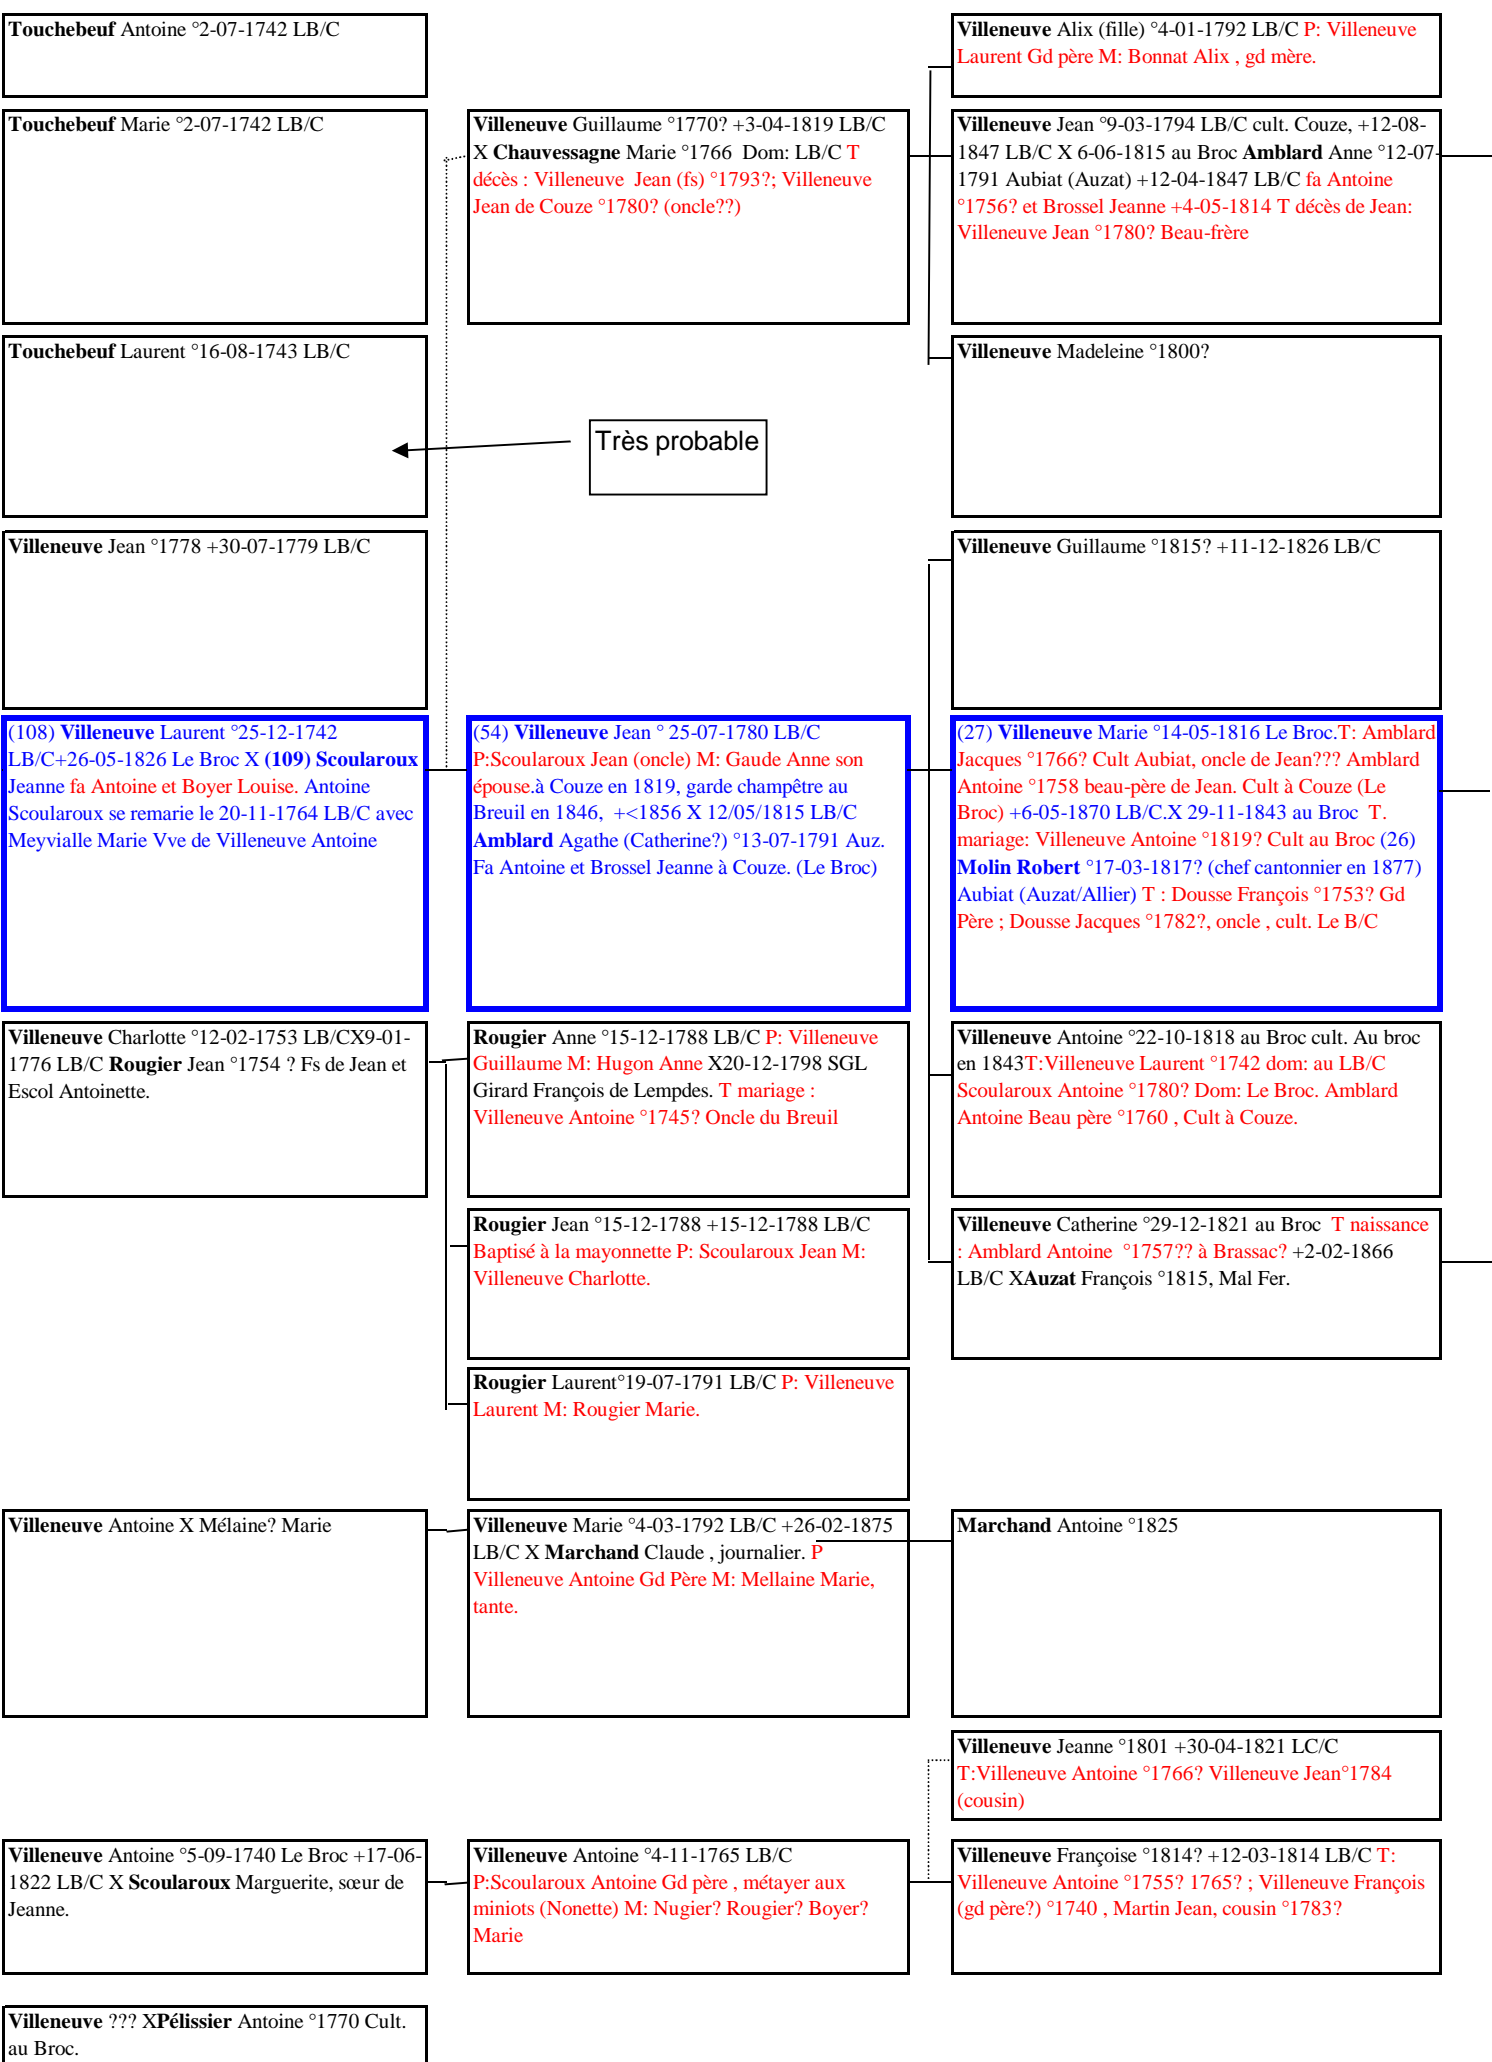 Touchebeuf Antoine °2-07-1742 LB/C
Touchebeuf Marie °2-07-1742 LB/C
Touchebeuf Laurent °16-08-1743 LB/C
Villeneuve Jean °1778 +30-07-1779 LB/C
(108) Villeneuve Laurent °25-12-1742
LB/C+26-05-1826 Le Broc X (109) Scoularoux
Jeanne fa Antoine et Boyer Louise. Antoine
Scoularoux se remarie le 20-11-1764 LB/C avec
Meyvialle Marie Vve de Villeneuve Antoine
Villeneuve Charlotte °12-02-1753 LB/CX9-01-
1776 LB/C Rougier Jean °1754 ? Fs de Jean et
Escol Antoinette.
Villeneuve Antoine X Mélaine? Marie
Villeneuve Antoine °5-09-1740 Le Broc +17-06-
1822 LB/C X Scoularoux Marguerite, sœur de
Jeanne.
Villeneuve ??? XPélissier Antoine °1770 Cult.
au Broc.
Villeneuve Guillaume °1770? +3-04-1819 LB/C
X Chauvessagne Marie °1766  Dom: LB/C T
décès : Villeneuve  Jean (fs) °1793?; Villeneuve
Jean de Couze °1780? (oncle??)
Très probable
(54) Villeneuve Jean ° 25-07-1780 LB/C
P:Scoularoux Jean (oncle) M: Gaude Anne son
épouse.à Couze en 1819, garde champêtre au
Breuil en 1846,  +<1856 X 12/05/1815 LB/C
Amblard Agathe (Catherine?) °13-07-1791 Auz.
Fa Antoine et Brossel Jeanne à Couze. (Le Broc)
Rougier Anne °15-12-1788 LB/C P: Villeneuve
Guillaume M: Hugon Anne X20-12-1798 SGL
Girard François de Lempdes. T mariage :
Villeneuve Antoine °1745? Oncle du Breuil
Rougier Jean °15-12-1788 +15-12-1788 LB/C
Baptisé à la mayonnette P: Scoularoux Jean M:
Villeneuve Charlotte.
Rougier Laurent°19-07-1791 LB/C P: Villeneuve
Laurent M: Rougier Marie.
Villeneuve Marie °4-03-1792 LB/C +26-02-1875
LB/C X Marchand Claude , journalier. P
Villeneuve Antoine Gd Père M: Mellaine Marie,
tante.
Villeneuve Antoine °4-11-1765 LB/C
P:Scoularoux Antoine Gd père , métayer aux
miniots (Nonette) M: Nugier? Rougier? Boyer?
Marie
Villeneuve Alix (fille) °4-01-1792 LB/C P: Villeneuve
Laurent Gd père M: Bonnat Alix , gd mère.
Villeneuve Jean °9-03-1794 LB/C cult. Couze, +12-08-
1847 LB/C X 6-06-1815 au Broc Amblard Anne °12-07-
1791 Aubiat (Auzat) +12-04-1847 LB/C fa Antoine
°1756? et Brossel Jeanne +4-05-1814 T décès de Jean:
Villeneuve Jean °1780? Beau-frère
Villeneuve Madeleine °1800?
Villeneuve Guillaume °1815? +11-12-1826 LB/C
(27) Villeneuve Marie °14-05-1816 Le Broc.T: Amblard
Jacques °1766? Cult Aubiat, oncle de Jean??? Amblard
Antoine °1758 beau-père de Jean. Cult à Couze (Le
Broc) +6-05-1870 LB/C.X 29-11-1843 au Broc  T.
mariage: Villeneuve Antoine °1819? Cult au Broc (26)
Molin Robert °17-03-1817? (chef cantonnier en 1877)
Aubiat (Auzat/Allier) T : Dousse François °1753? Gd
Père ; Dousse Jacques °1782?, oncle , cult. Le B/C
Villeneuve Antoine °22-10-1818 au Broc cult. Au broc
en 1843T:Villeneuve Laurent °1742 dom: au LB/C
Scoularoux Antoine °1780? Dom: Le Broc. Amblard
Antoine Beau père °1760 , Cult à Couze.
Villeneuve Catherine °29-12-1821 au Broc  T naissance
: Amblard Antoine  °1757?? à Brassac? +2-02-1866
LB/C XAuzat François °1815, Mal Fer.
Marchand Antoine °1825
Villeneuve Jeanne °1801 +30-04-1821 LC/C
T:Villeneuve Antoine °1766? Villeneuve Jean°1784
(cousin)
Villeneuve Françoise °1814? +12-03-1814 LB/C T:
Villeneuve Antoine °1755? 1765? ; Villeneuve François
(gd père?) °1740 , Martin Jean, cousin °1783?